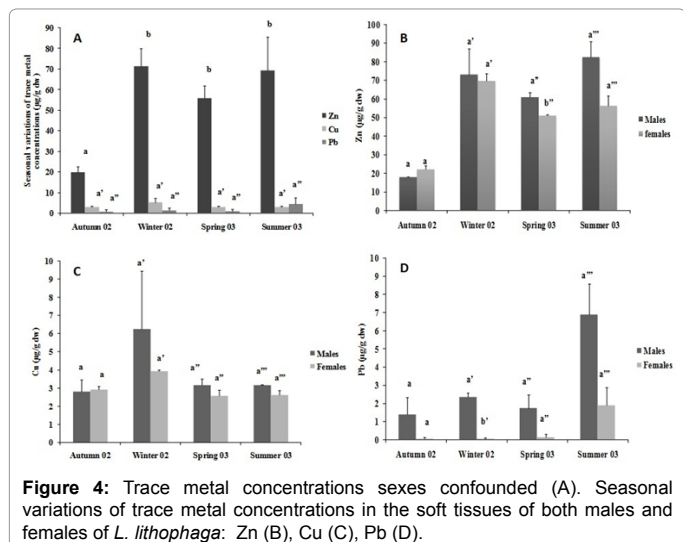 A
Seasonal variations of trace metal
concentrations (µg/g dw)
90
80
70
60
50
40
30
20
10
0
a
a'
a''
b
a'
a''
b
a'
a''
b
a'
a''
Zn
Cu
Pb
Autumn 02
Winter 02
Spring 03
Summer 03
B
Zn (µg/g dw)
100
90
80
70
60
50
40
30
20
10
0
a
a
a'
a'
a''
b''
a'''
a'''
Males
females
Autumn 02
Winter 02
Spring 03
Summer 03
C
Cu (µg/g dw)
10
9
8
7
6
5
4
3
2
1
0
a
a
a'
a'
a''
a''
a'''
a'''
Males
Females
Autumn 02
Winter 02
Spring 03
Summer 03
D
Pb (µg/g dw)
10
9
8
7
6
5
4
3
2
1
0
a
a
a'
b'
a''
a''
a'''
a'''
Males
Females
Autumn 02
Winter 02
Spring 03
Summer 03
Figure 4: Trace metal concentrations sexes confounded (A). Seasonal
variations of trace metal concentrations in the soft tissues of both males and
females of L. lithophaga: Zn (B), Cu (C), Pb (D).